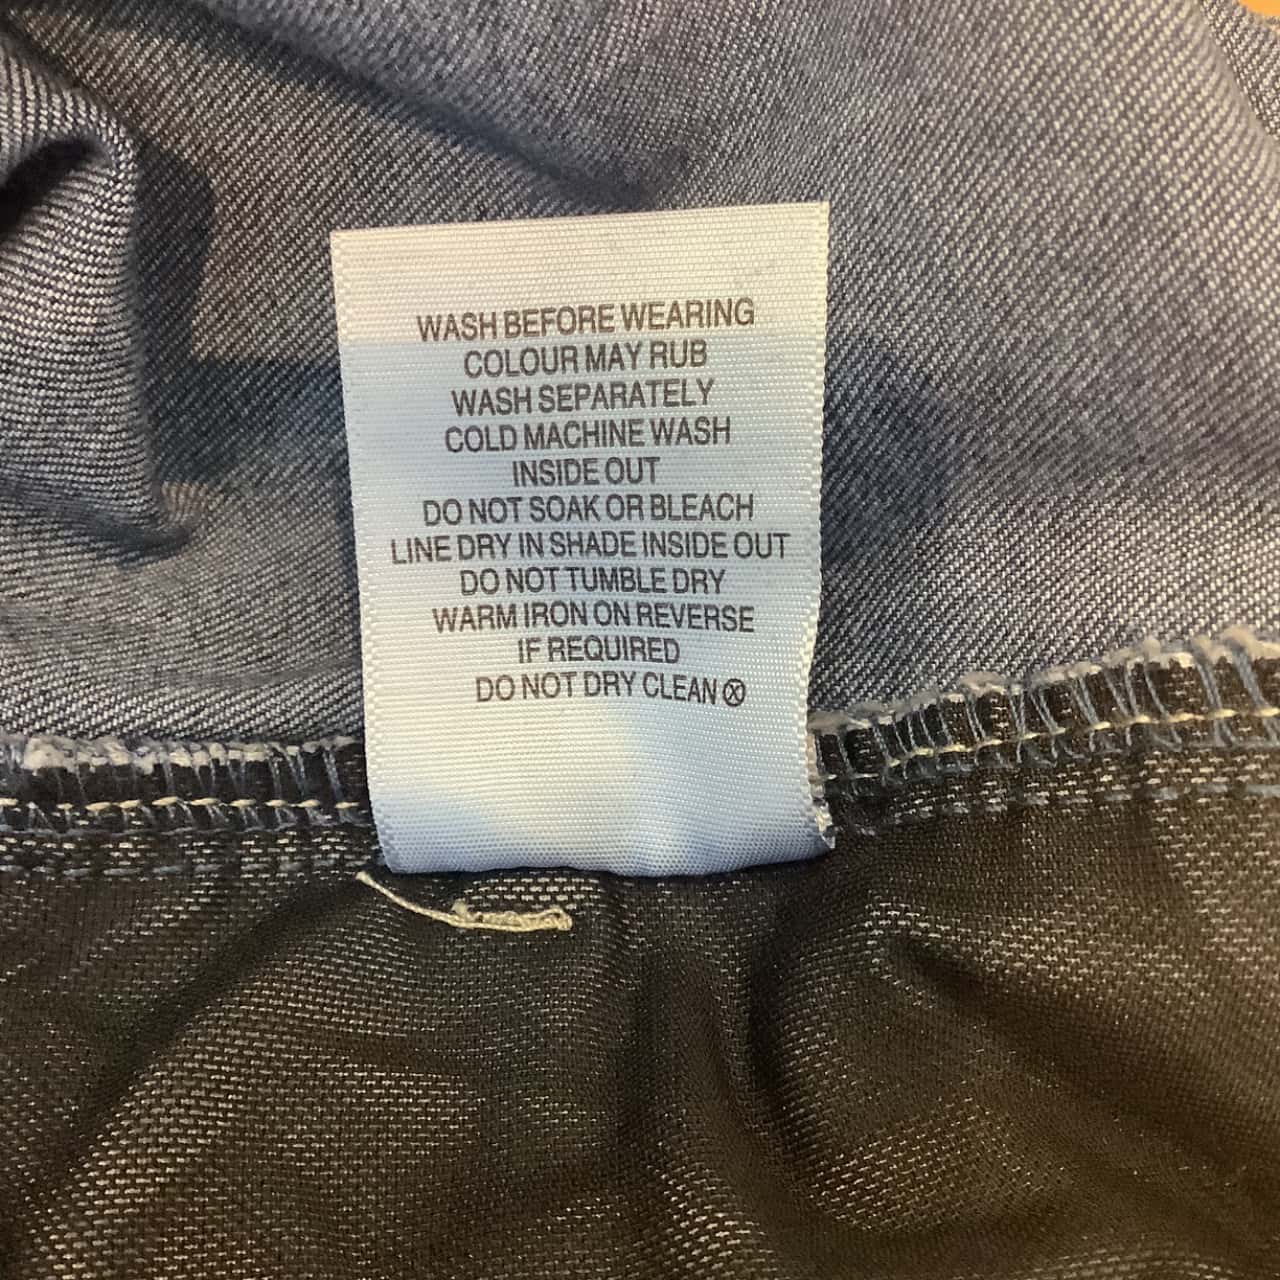 WASH BEFORE WEARING
COLOUR MAY RUB
WASH SEPARATELY
COLD MACHINE WASH
INSIDE OUT
DO NOT SOAK OR BLEACH
LINE DRY IN SHADE INSIDE OUT
DO NOT TUMBLE DRY
WARM IRON ON REVERSE
IF REQUIRED
DO NOT DRY CLEAN ⓧ